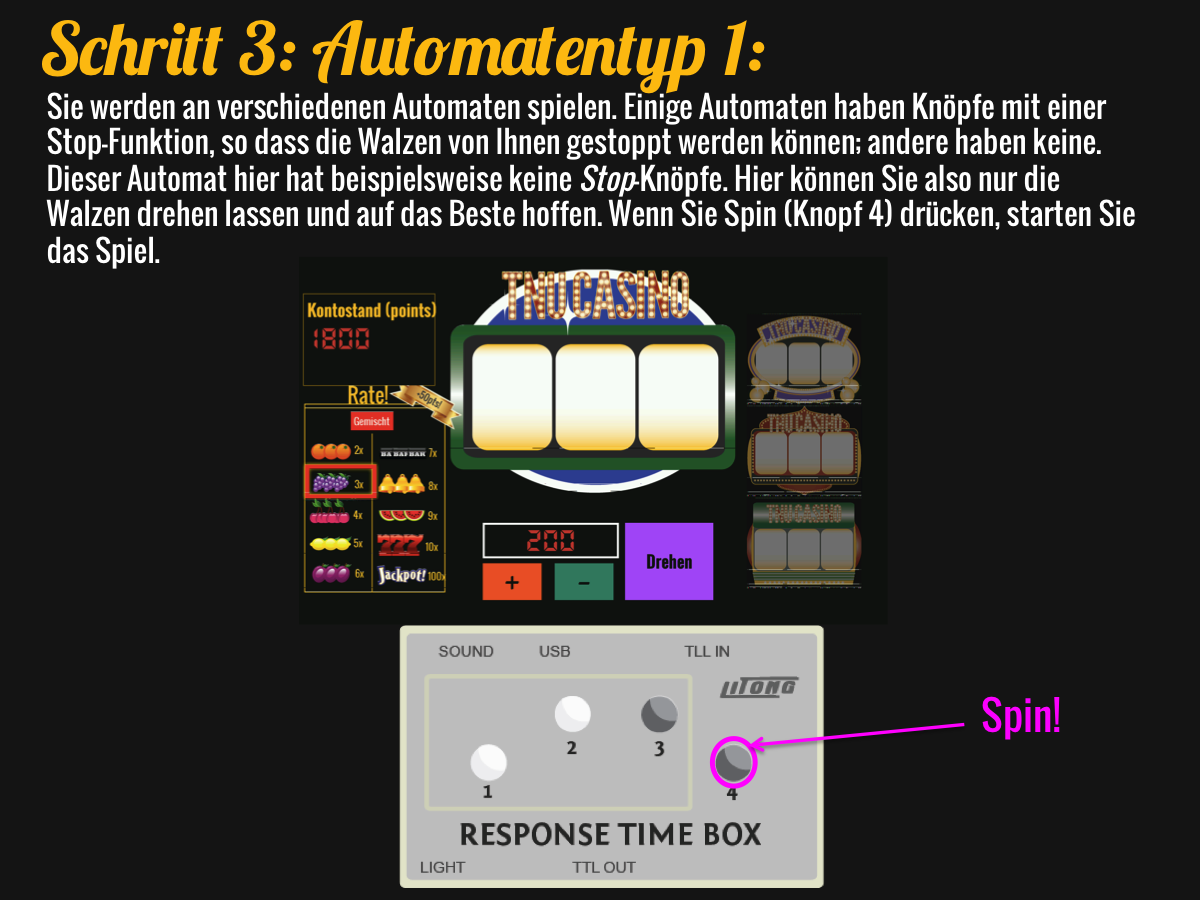 Schritt 3: Automatentyp 1:
Sie werden an verschiedenen Automaten spielen. Einige Automaten haben Knöpfe mit einer
Stop-Funktion, so dass die Walzen von Ihnen gestoppt werden können; andere haben keine.
Dieser Automat hier hat beispielsweise keine Stop-Knöpfe. Hier können Sie also nur die
Walzen drehen lassen und auf das Beste hoffen. Wenn Sie Spin (Knopf 4) drücken, starten Sie
das Spiel.
TNUCASINO
Kontostand (points)
1800
Rate!
-50pts!
Gemischt
2x
BAR BAR BAR 7x
3x
8x
4x
9x
5x
777 10x
6x
Jackpot! 100x
TNUCASINO
TNUCASINO
TNUCASINO
200
Drehen
+
-
SOUND USB TLL IN
LITONG
Spin!
2
3
1
4
RESPONSE TIME BOX
LIGHT TTL OUT